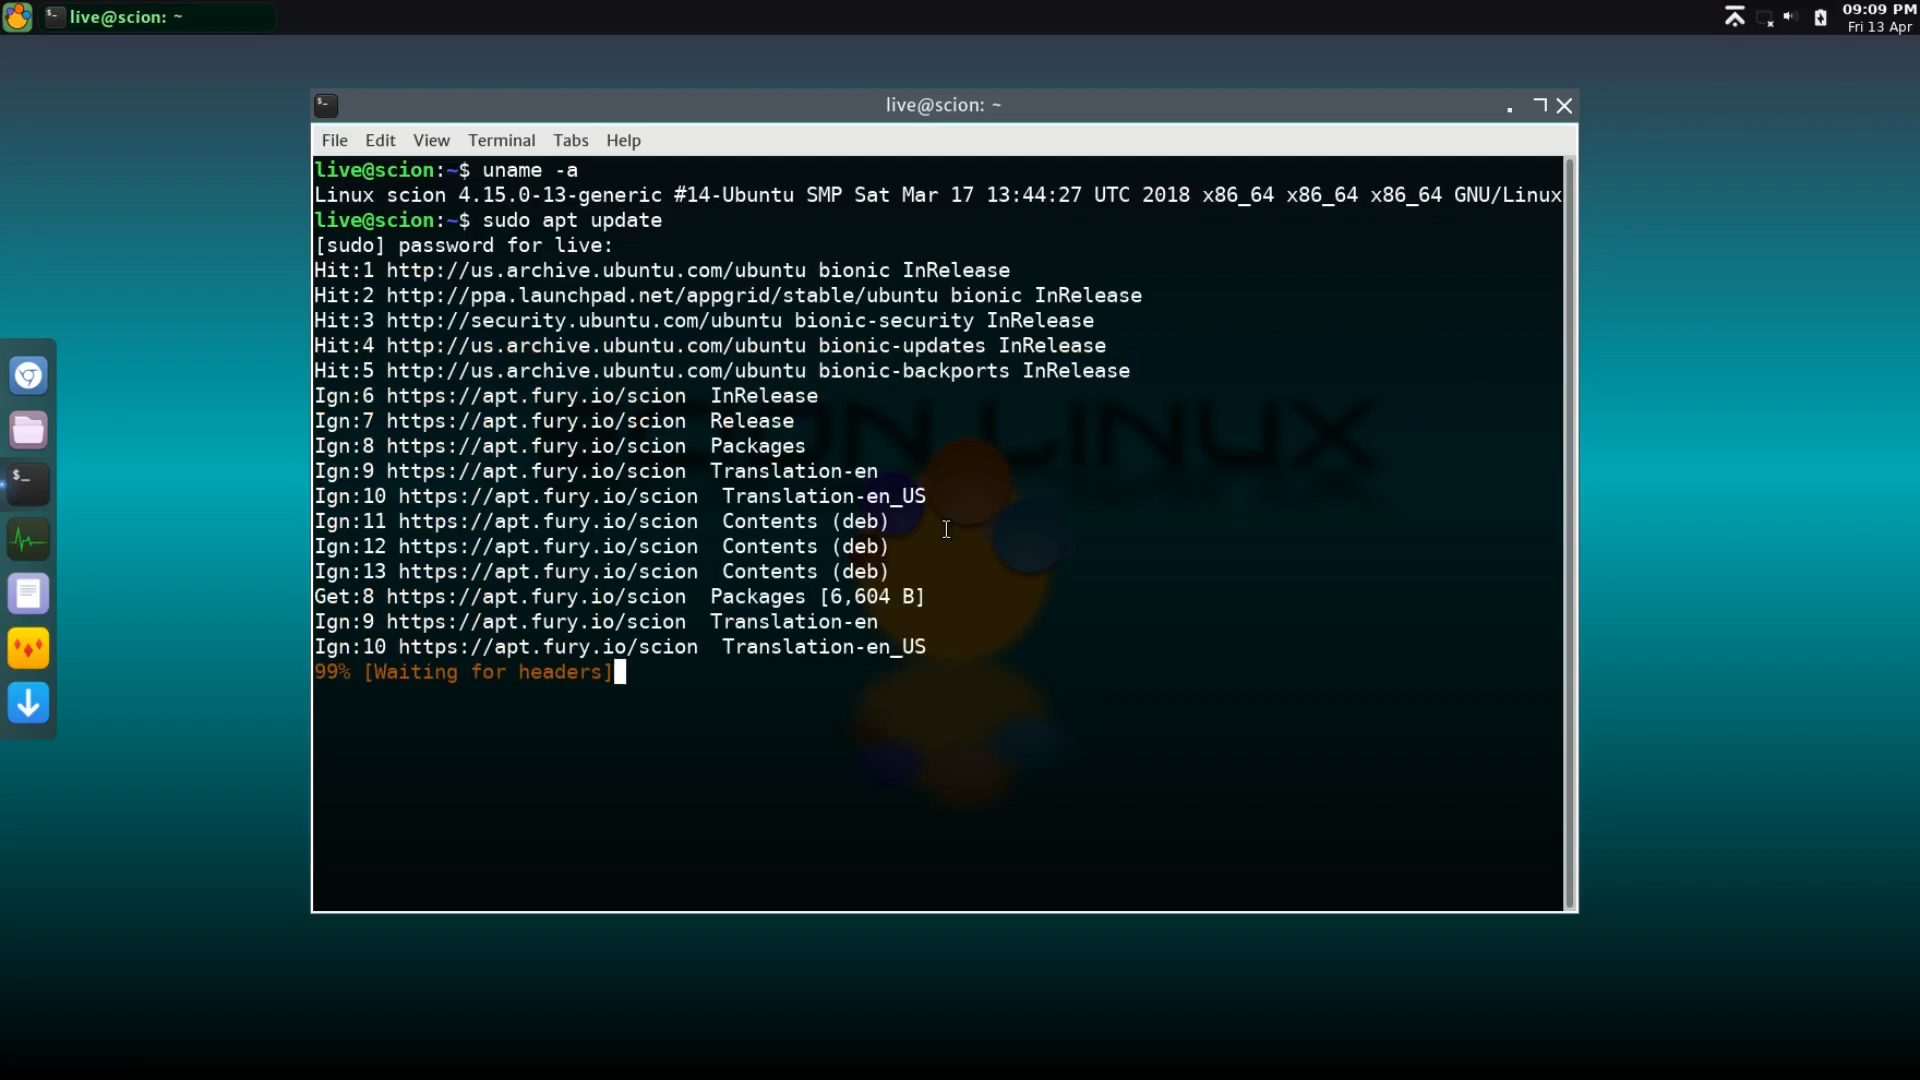 live@scion: ~
09:09 PM
Fri 13 Apr
live@scion: ~
File Edit View Terminal Tabs Help
live@scion:~$ uname -a
Linux scion 4.15.0-13-generic #14-Ubuntu SMP Sat Mar 17 13:44:27 UTC 2018 x86_64 x86_64 x86_64 GNU/Linux
live@scion:~$ sudo apt update
[sudo] password for live:
Hit:1 http://us.archive.ubuntu.com/ubuntu bionic InRelease
Hit:2 http://ppa.launchpad.net/appgrid/stable/ubuntu bionic InRelease
Hit:3 http://security.ubuntu.com/ubuntu bionic-security InRelease
Hit:4 http://us.archive.ubuntu.com/ubuntu bionic-updates InRelease
Hit:5 http://us.archive.ubuntu.com/ubuntu bionic-backports InRelease
Ign:6 https://apt.fury.io/scion  InRelease
Ign:7 https://apt.fury.io/scion  Release
Ign:8 https://apt.fury.io/scion  Packages
Ign:9 https://apt.fury.io/scion  Translation-en
Ign:10 https://apt.fury.io/scion  Translation-en_US
Ign:11 https://apt.fury.io/scion  Contents (deb)
Ign:12 https://apt.fury.io/scion  Contents (deb)
Ign:13 https://apt.fury.io/scion  Contents (deb)
Get:8 https://apt.fury.io/scion  Packages [6,604 B]
Ign:9 https://apt.fury.io/scion  Translation-en
Ign:10 https://apt.fury.io/scion  Translation-en_US
99% [Waiting for headers]
LINUX